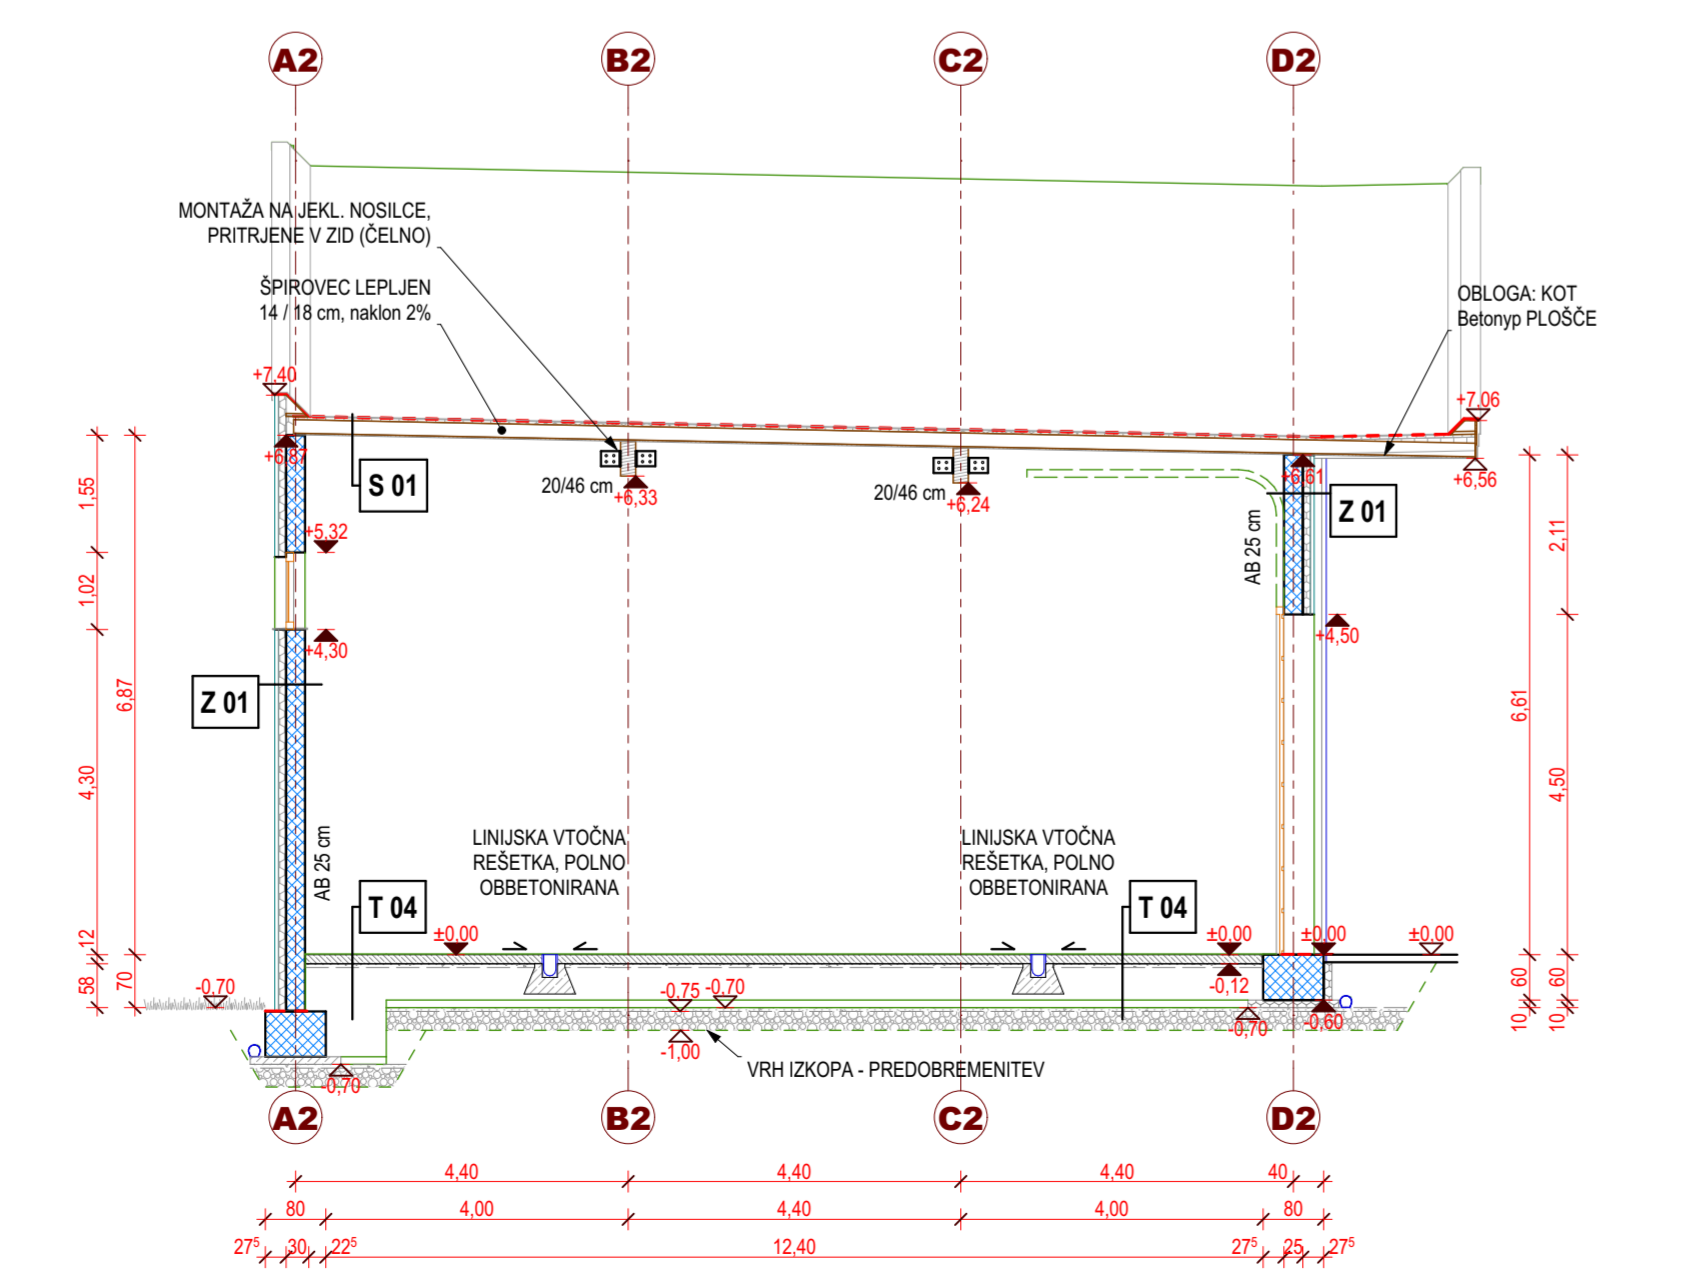 A2
B2
C2
D2
MONTAŽA NA JEKL. NOSILCE,
PRITRJENE V ZID (ČELNO)
ŠPIROVEC LEPLJEN
14 / 18 cm, naklon 2%
OBLOGA: KOT
Betonyp PLOŠČE
+7,40
+7,06
+6,87
S 01
20/46 cm
+6,33
20/46 cm
+6,24
+6,61
Z 01
+6,56
1,55
+5,32
AB 25 cm
2,11
1,02
+4,30
+4,50
Z 01
6,87
6,61
4,30
4,50
AB 25 cm
LINIJSKA VTOČNA
REŠETKA, POLNO
OBBETONIRANA
LINIJSKA VTOČNA
REŠETKA, POLNO
OBBETONIRANA
T 04
T 04
12
±0,00
±0,00
±0,00
±0,00
58
70
-0,70
-0,75
-0,70
-0,12
60
60
-0,70
-0,60
10
10
-1,00
VRH IZKOPA - PREDOBREMENITEV
-0,70
A2
B2
C2
D2
4,40
4,40
4,40
40
80
4,00
4,40
4,00
80
27⁵
30
22⁵
12,40
27⁵
25
27⁵